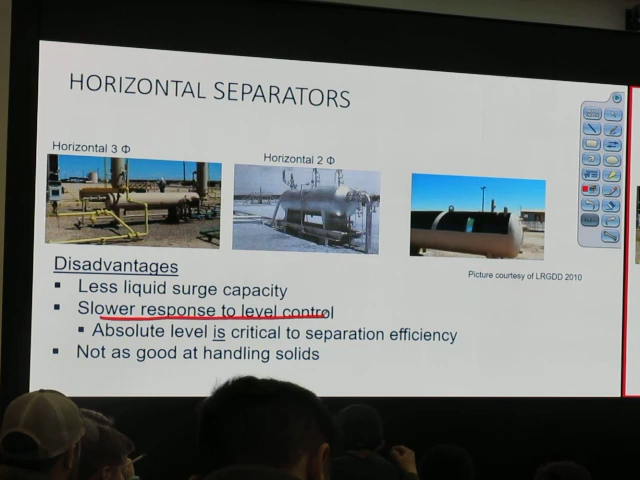 HORIZONTAL SEPARATORS
Horizontal 3 Φ
Horizontal 2 Φ
Picture courtesy of LRGDD 2010
Disadvantages
▪ Less liquid surge capacity
▪ Slower response to level control
▪ Absolute level is critical to separation efficiency
▪ Not as good at handling solids